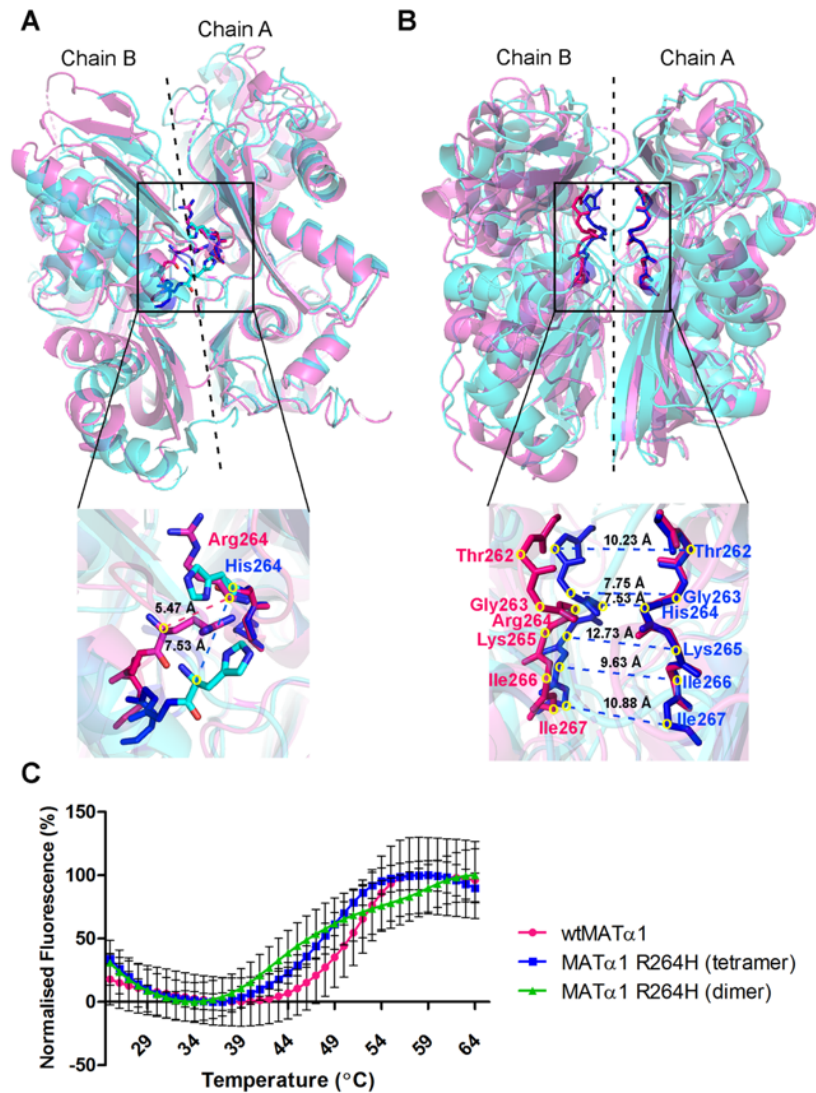 A
Chain B
Chain A
Arg264
His264
5.47 Å
7.53 Å
B
Chain B
Chain A
10.23 Å
Thr262
Thr262
7.75 Å
Gly263
7.53 Å
Gly263
His264
Arg264
Lys265
12.73 Å
Lys265
9.63 Å
Ile266
Ile266
10.88 Å
Ile267
Ile267
C
Normalised Fluorescence (%)
150
100
50
0
-50
29
34
39
44
49
54
59
64
Temperature (°C)
wtMATα1
MATα1 R264H (tetramer)
MATα1 R264H (dimer)